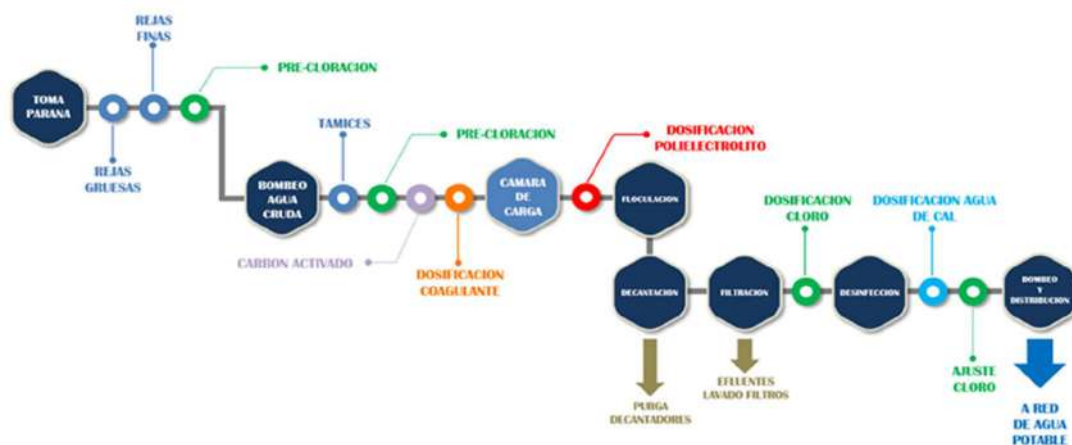 REJAS
FINAS
PRE-CLORACION
TOMA
PARANA
REJAS
GRUESAS
TAMICES
PRE-CLORACION
DOSIFICACION
POLIELECTROLITO
BOMBEO
AGUA
CRUDA
CAMARA
DE
CARGA
FLOCULACION
CARBON ACTIVADO
DOSIFICACION
COAGULANTE
DOSIFICACION
CLORO
DOSIFICACION AGUA
DE CAL
DECANTACION
FILTRACION
DESINFECCION
BOMBEO
Y
DISTRIBUCION
PURGA
DECANTADORES
EFLUENTES
LAVADO FILTROS
AJUSTE
CLORO
A RED
DE AGUA
POTABLE